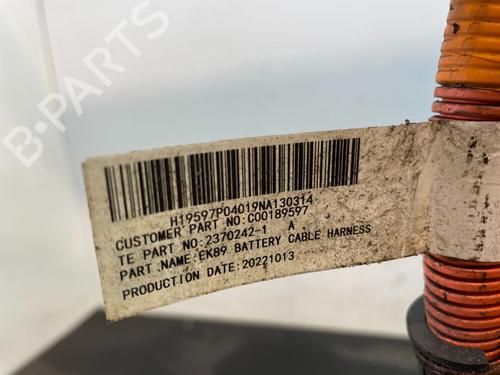 B-PARTS
H19597P04019NA130314
CUSTOMER PART NO:C00189597
TE PART NO:2370242-1 A
PART NAME:EK89 BATTERY CABLE HARNESS
PRODUCTION DATE:20221013